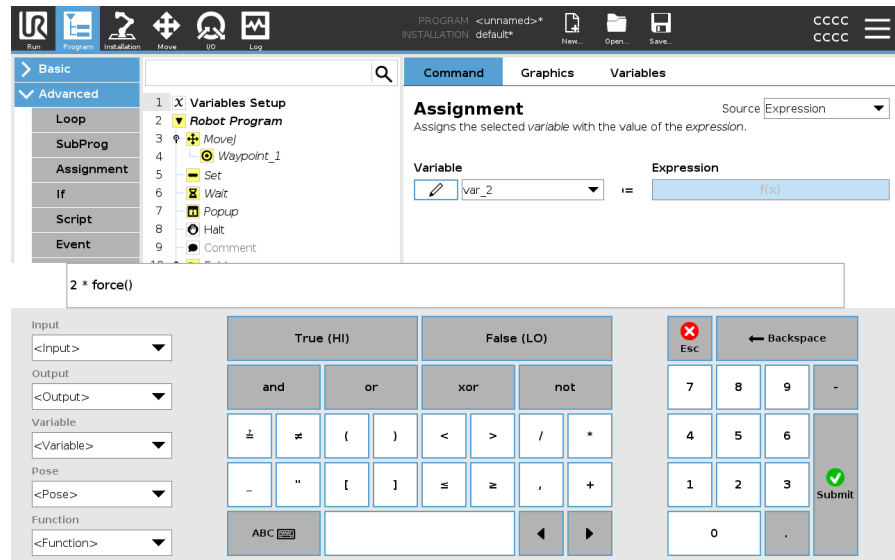 UR
Run
Program
Installation
Move
I/O
Log
PROGRAM <unnamed>*
INSTALLATION default*
New...
Open...
Save...
CCCC
CCCC
Basic
Advanced
Loop
SubProg
Assignment
If
Script
Event
1 X Variables Setup
2 Robot Program
3 MoveJ
4 Waypoint_1
5 Set
6 Wait
7 Popup
8 Halt
9 Comment
Command Graphics Variables
Assignment
Source Expression
Assigns the selected variable with the value of the expression.
Variable Expression
var_2 := f(x)
2 * force()
Input
<Input>
Output
<Output>
Variable
<Variable>
Pose
<Pose>
Function
<Function>
True (HI) False (LO)
and or xor not
≟ ≠ ( ) < > / *
_ " [ ] ≤ ≥ , +
ABC
Esc Backspace
7 8 9 -
4 5 6
1 2 3 Submit
0 .